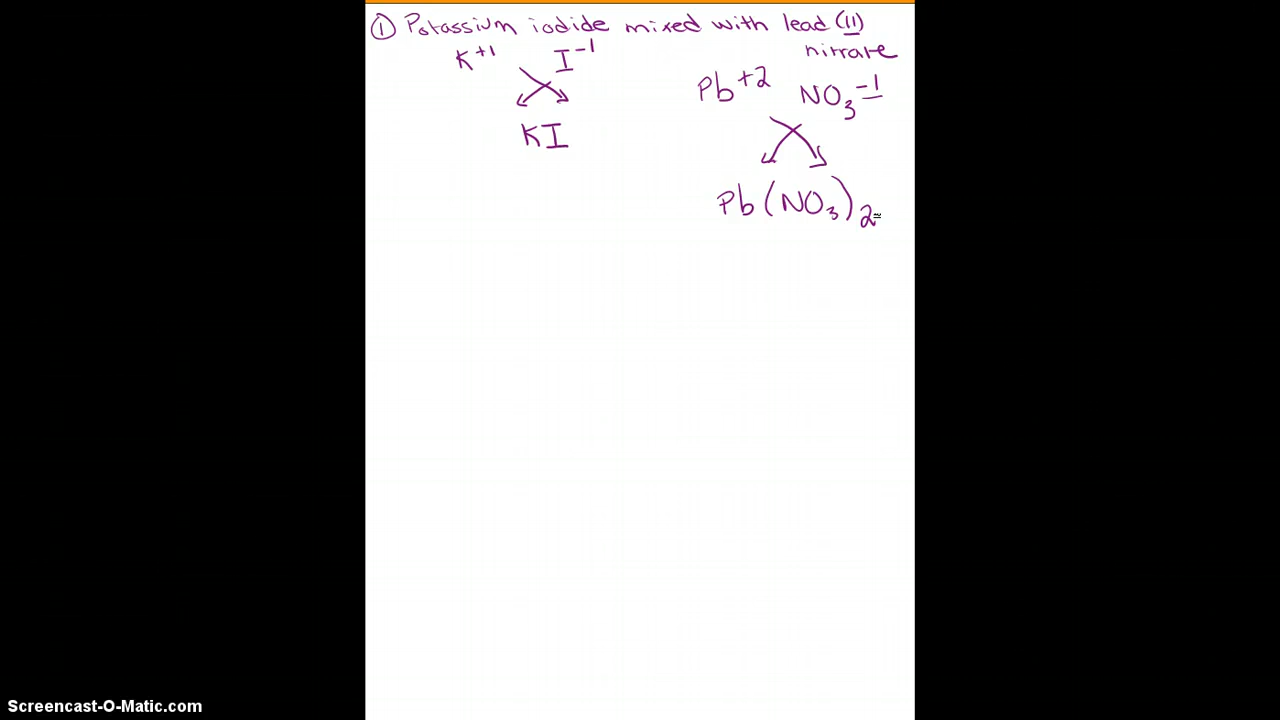 ① Potassium iodide mixed with lead (II)
nitrate
K+1 I-1
Pb+2 NO3-1
KI
Pb(NO3)2
Screencast-O-Matic.com